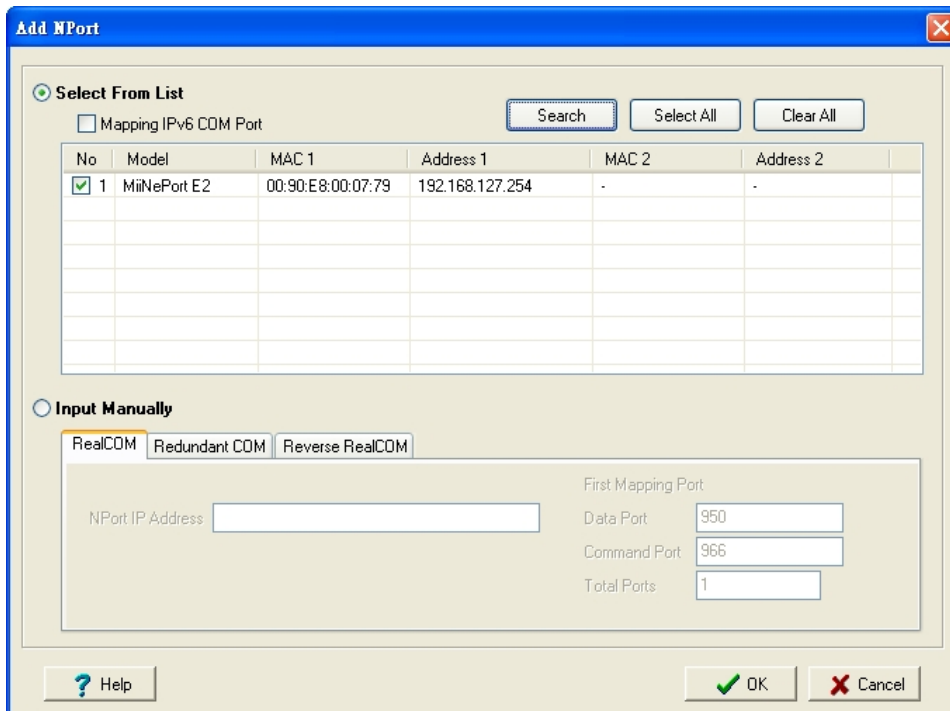 Add NPort
Select From List
Mapping IPv6 COM Port
Search
Select All
Clear All
No Model MAC 1 Address 1 MAC 2 Address 2
1 MiiNePort E2 00:90:E8:00:07:79 192.168.127.254 - -
Input Manually
RealCOM Redundant COM Reverse RealCOM
First Mapping Port
NPort IP Address
Data Port 950
Command Port 966
Total Ports 1
? Help
OK
Cancel